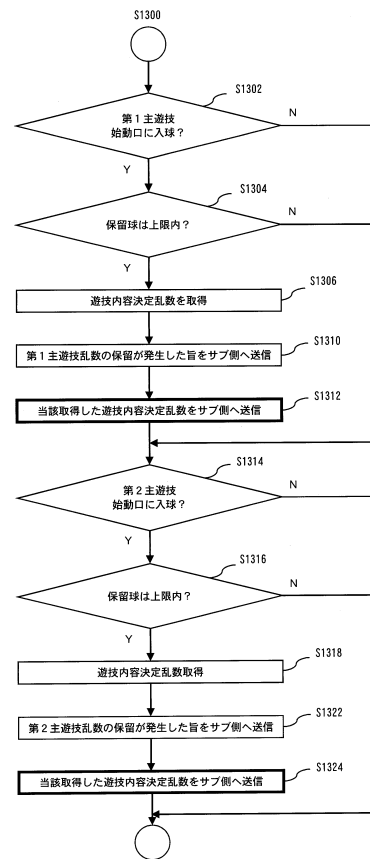 S1300
S1302
第1主遊技
始動口に入球？
N
Y
S1304
保留球は上限内？
N
Y
S1306
遊技内容決定乱数を取得
S1310
第1主遊技乱数の保留が発生した旨をサブ側へ送信
S1312
当該取得した遊技内容決定乱数をサブ側へ送信
S1314
第2主遊技
始動口に入球？
N
Y
S1316
保留球は上限内？
N
Y
S1318
遊技内容決定乱数取得
S1322
第2主遊技乱数の保留が発生した旨をサブ側へ送信
S1324
当該取得した遊技内容決定乱数をサブ側へ送信